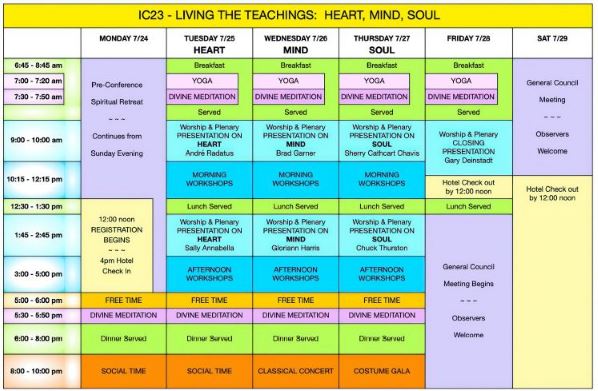 IC23 - LIVING THE TEACHINGS: HEART, MIND, SOUL
MONDAY 7/24
TUESDAY 7/25
HEART
WEDNESDAY 7/26
MIND
THURSDAY 7/27
SOUL
FRIDAY 7/28
SAT 7/29
6:45 - 8:45 am
Breakfast
Breakfast
Breakfast
Breakfast
7:00 - 7:20 am
YOGA
YOGA
YOGA
YOGA
7:30 - 7:50 am
DIVINE MEDITATION
DIVINE MEDITATION
DIVINE MEDITATION
DIVINE MEDITATION
Served
Served
Served
Served
Pre-Conference
Spiritual Retreat
~ ~ ~
Continues from
Sunday Evening
General Council
Meeting
~ ~ ~
Observers
Welcome
9:00 - 10:00 am
Worship & Plenary
PRESENTATION ON
HEART
André Radatus
Worship & Plenary
PRESENTATION ON
MIND
Brad Garner
Worship & Plenary
PRESENTATION ON
SOUL
Sherry Cathcart Chavis
Worship & Plenary
CLOSING
PRESENTATION
Gary Deinstadt
10:15 - 12:15 pm
MORNING
WORKSHOPS
MORNING
WORKSHOPS
MORNING
WORKSHOPS
Hotel Check out
by 12:00 noon
Hotel Check out
by 12:00 noon
12:30 - 1:30 pm
Lunch Served
Lunch Served
Lunch Served
Lunch Served
12:00 noon
REGISTRATION
BEGINS
~ ~ ~
4pm Hotel
Check In
1:45 - 2:45 pm
Worship & Plenary
PRESENTATION ON
HEART
Sally Annabella
Worship & Plenary
PRESENTATION ON
MIND
Gloriann Harris
Worship & Plenary
PRESENTATION ON
SOUL
Chuck Thurston
General Council
Meeting Begins
~ ~ ~
Observers
Welcome
3:00 - 5:00 pm
AFTERNOON
WORKSHOPS
AFTERNOON
WORKSHOPS
AFTERNOON
WORKSHOPS
5:00 - 6:00 pm
FREE TIME
FREE TIME
FREE TIME
FREE TIME
5:30 - 5:50 pm
DIVINE MEDITATION
DIVINE MEDITATION
DIVINE MEDITATION
DIVINE MEDITATION
6:00 - 8:00 pm
Dinner Served
Dinner Served
Dinner Served
Dinner Served
8:00 - 10:00 pm
SOCIAL TIME
SOCIAL TIME
CLASSICAL CONCERT
COSTUME GALA